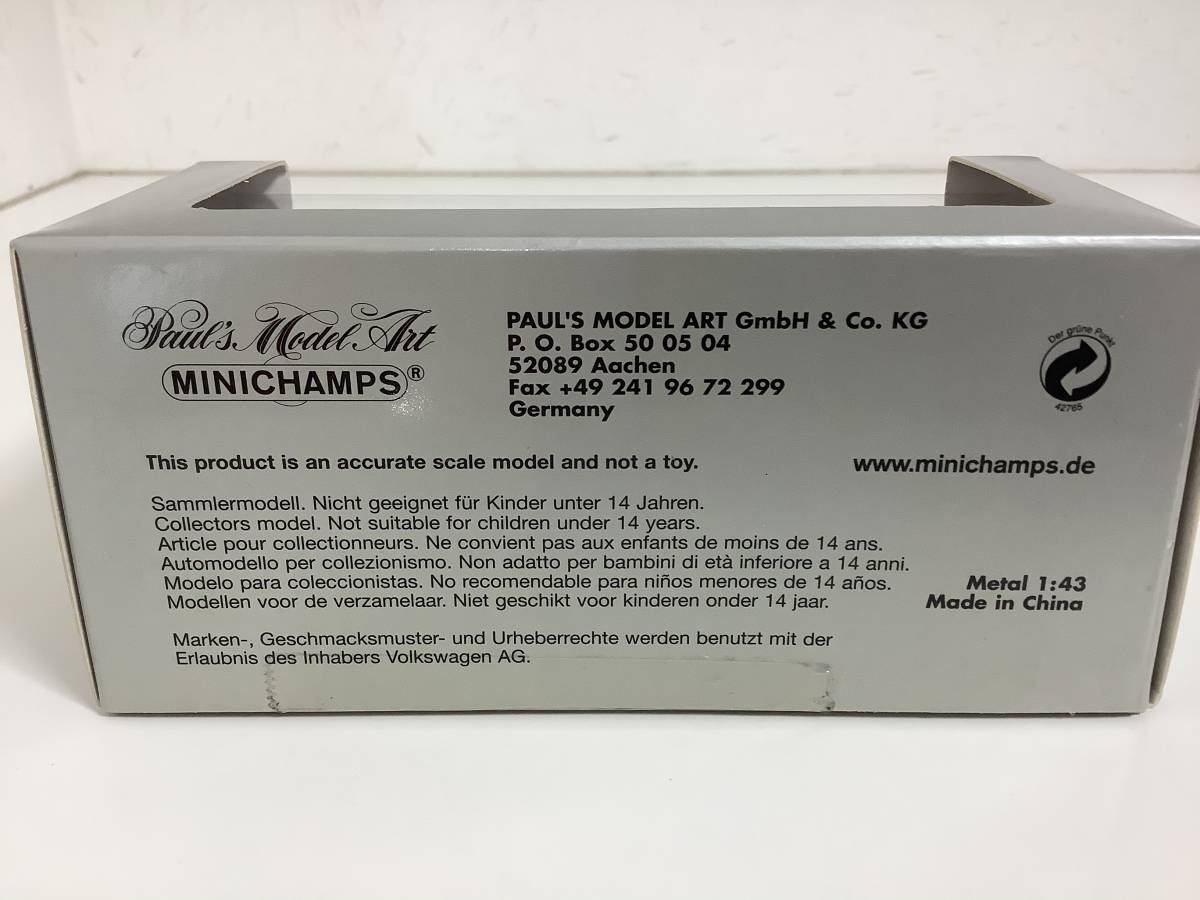 Paul's Model Art
MINICHAMPS®
PAUL'S MODEL ART GmbH & Co. KG
P. O. Box 50 05 04
52089 Aachen
Fax +49 241 96 72 299
Germany
Der grüne Punkt
42765
This product is an accurate scale model and not a toy.
www.minichamps.de
Sammlermodell. Nicht geeignet für Kinder unter 14 Jahren.
Collectors model. Not suitable for children under 14 years.
Article pour collectionneurs. Ne convient pas aux enfants de moins de 14 ans.
Automodello per collezionismo. Non adatto per bambini di età inferiore a 14 anni.
Modelo para coleccionistas. No recomendable para niños menores de 14 años.
Modellen voor de verzamelaar. Niet geschikt voor kinderen onder 14 jaar.
Metal 1:43
Made in China
Marken-, Geschmacksmuster- und Urheberrechte werden benutzt mit der
Erlaubnis des Inhabers Volkswagen AG.